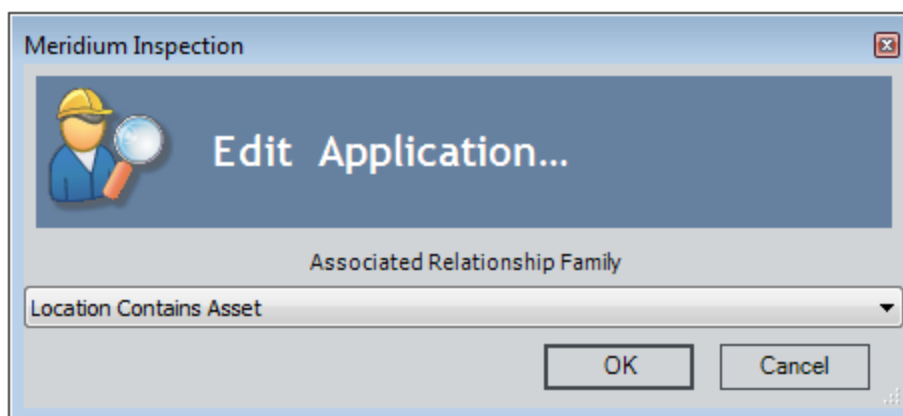 Meridium Inspection
Edit Application...
Associated Relationship Family
Location Contains Asset
OK Cancel